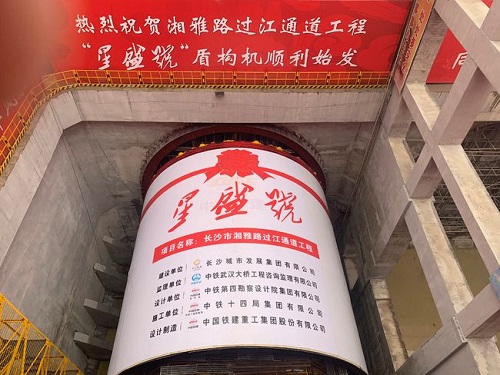 热烈祝贺湘雅路过江通道工程
“星盛號”盾构机顺利始发
星盛號
项目名称：长沙市湘雅路过江通道工程
建设单位 长沙城市发展集团有限公司
监理单位 中铁武汉大桥工程咨询监理有限公司
设计单位 中铁第四勘察设计院集团有限公司
施工单位 中铁十四局集团有限公司
设计制造 中国铁建重工集团股份有限公司